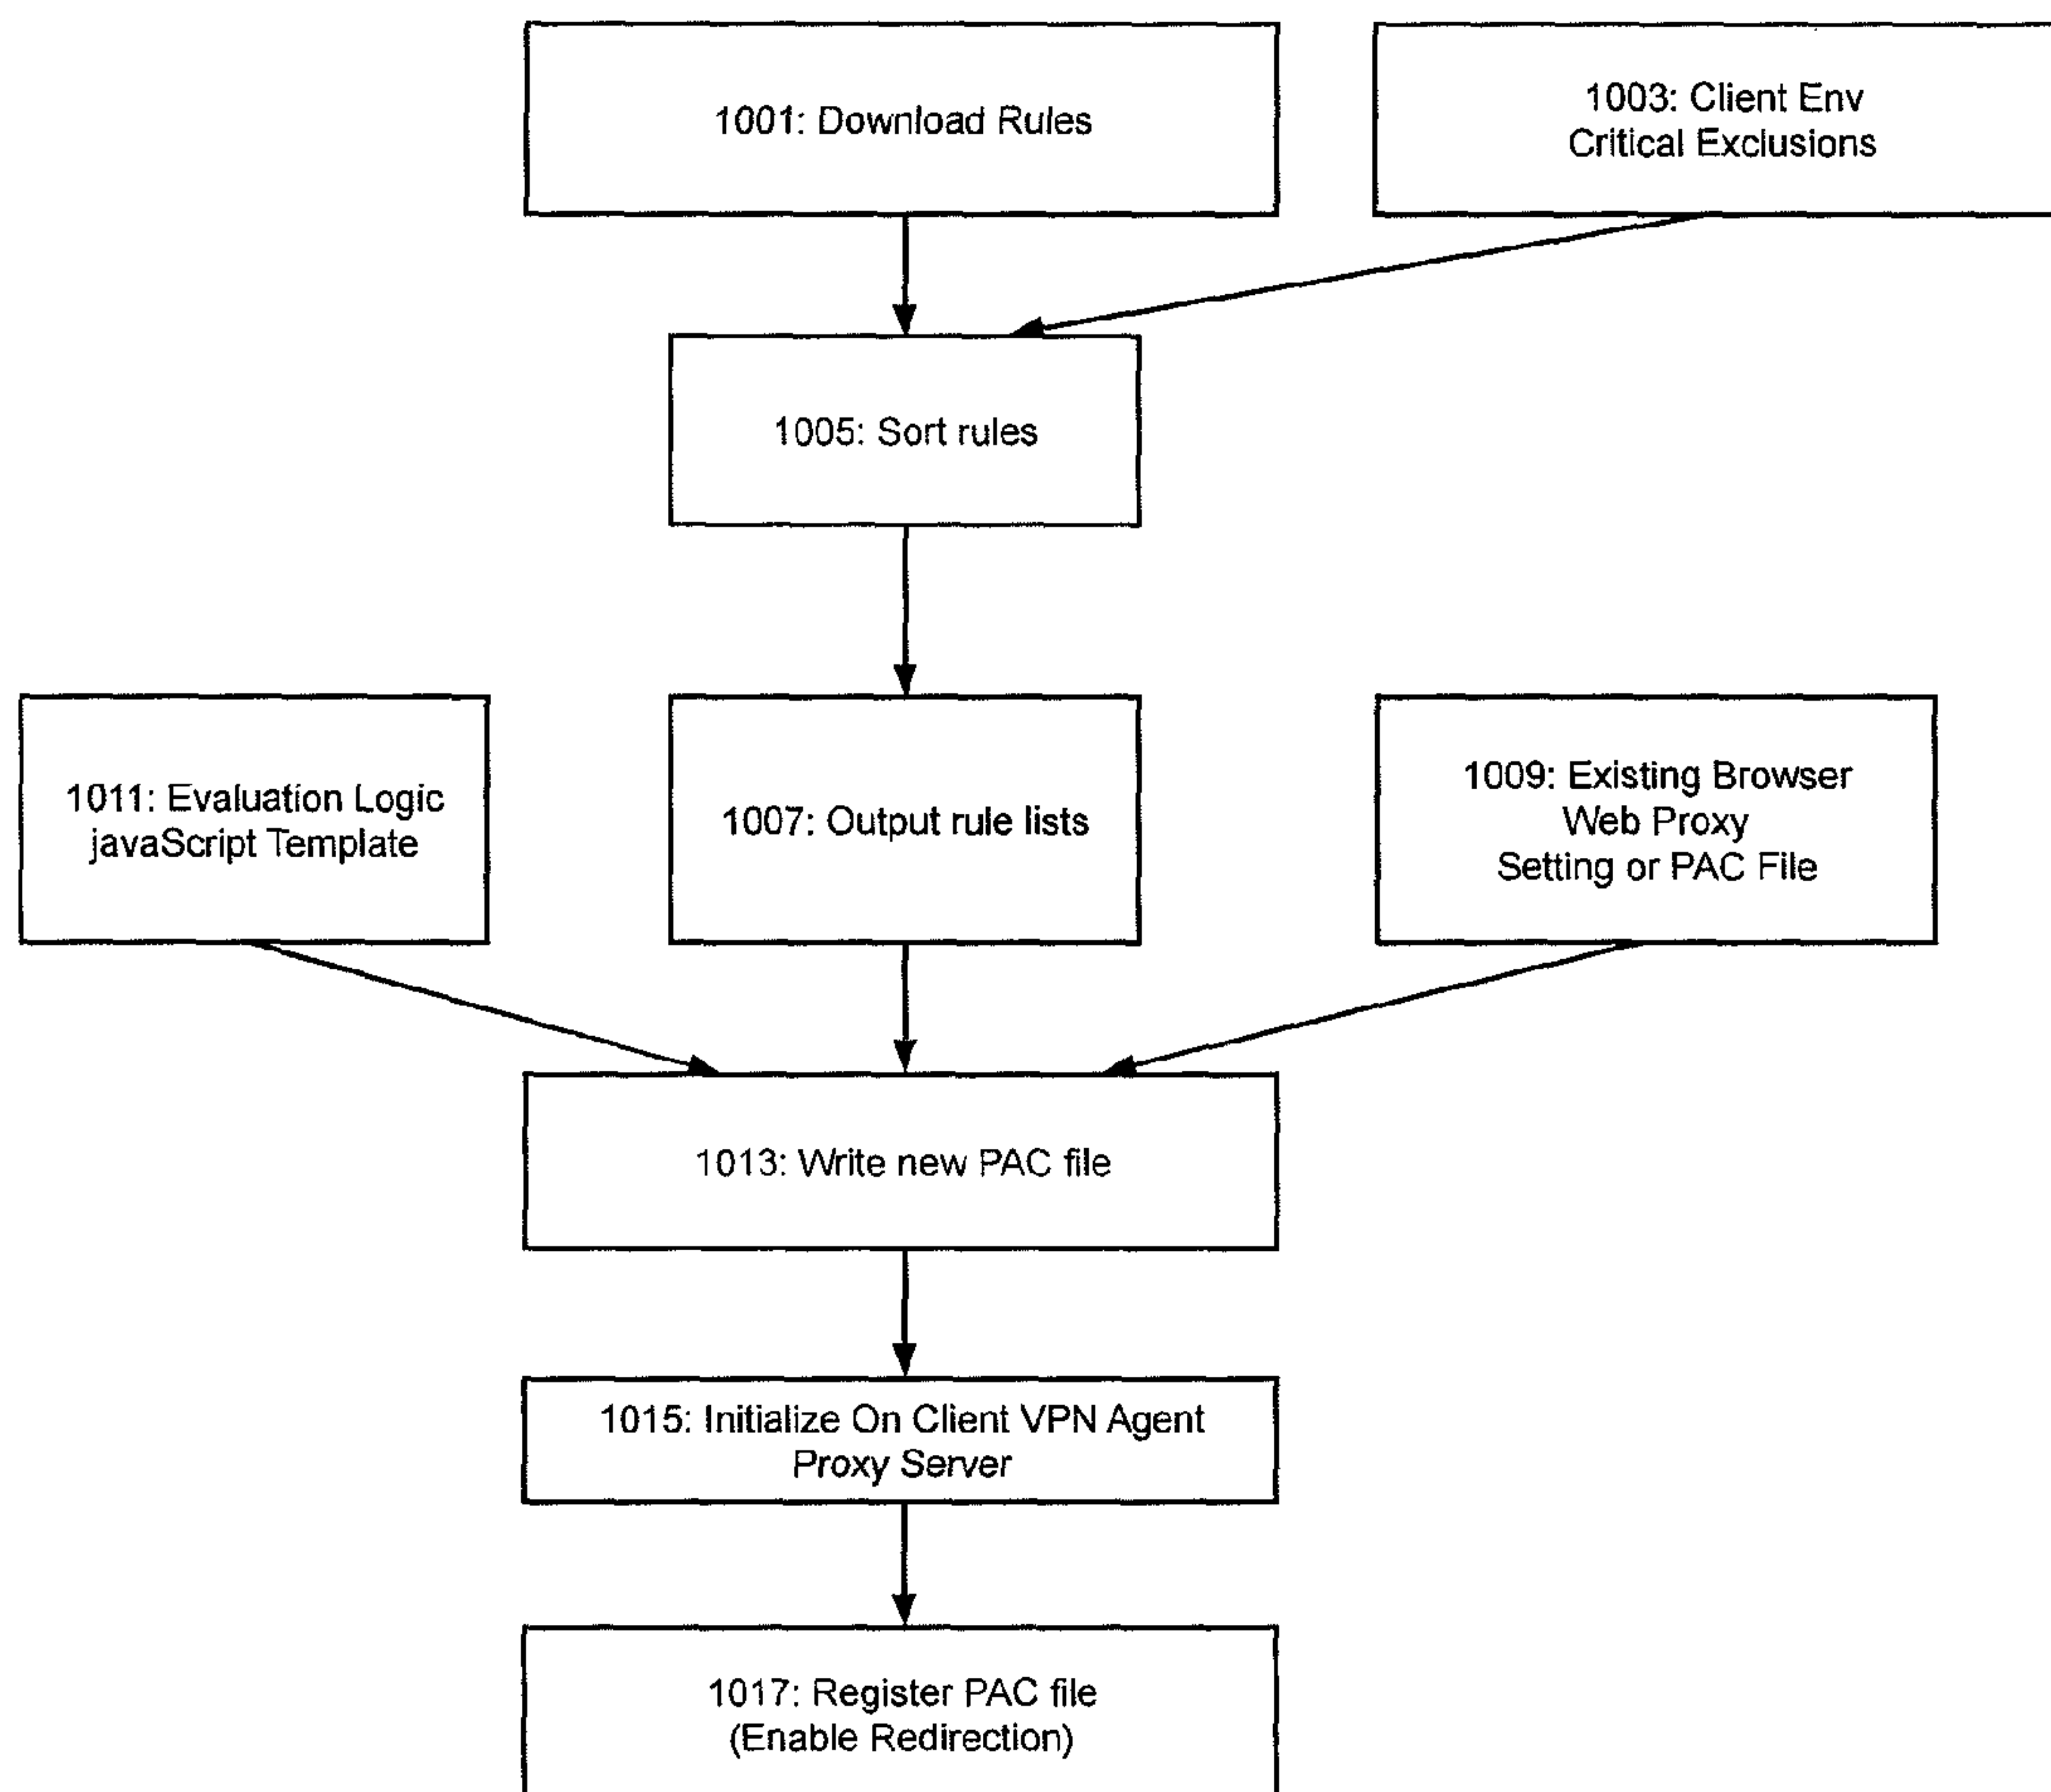 1001: Download Rules
1003: Client Env
Critical Exclusions
1005: Sort rules
1011: Evaluation Logic
javaScript Template
1007: Output rule lists
1009: Existing Browser
Web Proxy
Setting or PAC File
1013: Write new PAC file
1015: Initialize On Client VPN Agent
Proxy Server
1017: Register PAC file
(Enable Redirection)